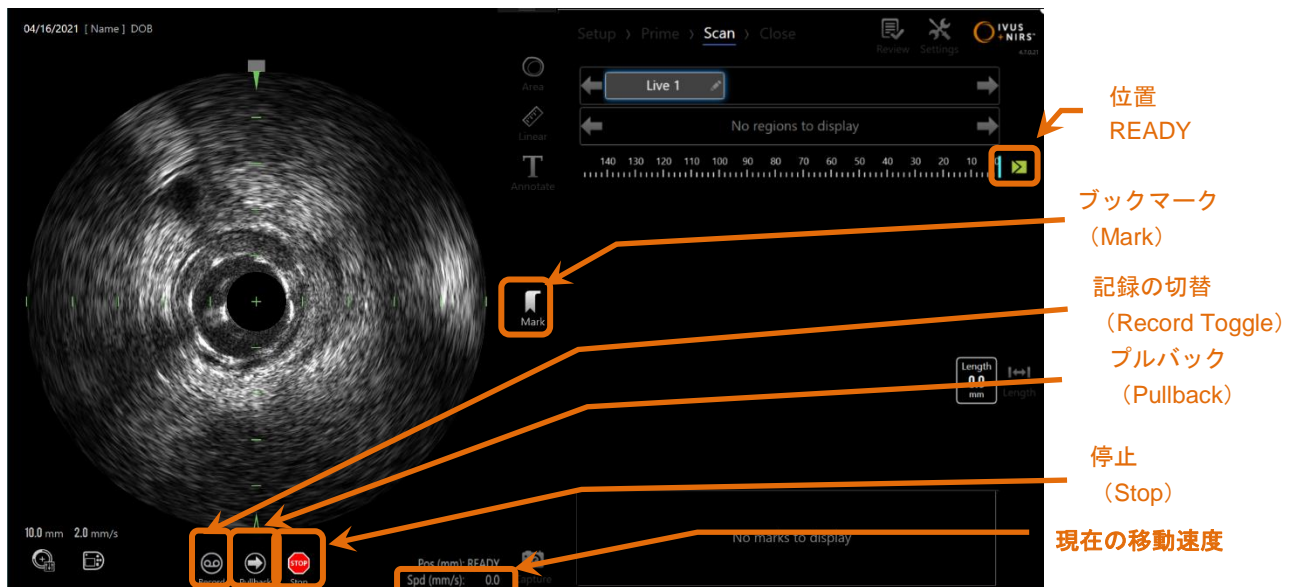 04/16/2021 [ Name ] DOB
Setup > Prime > Scan > Close
Review
Settings
IVUS
+NIRS
4.7.0.21
Area
Linear
Annotate
Live 1
No regions to display
140 130 120 110 100 90 80 70 60 50 40 30 20 10 0
Mark
Length
0.0
mm
Length
10.0 mm 2.0 mm/s
Record
Pullback
STOP
Stop
Pos (mm): READY
Spd (mm/s): 0.0
Capture
No marks to display
位置
READY
ブックマーク
（Mark）
記録の切替
（Record Toggle）
プルバック
（Pullback）
停止
（Stop）
現在の移動速度